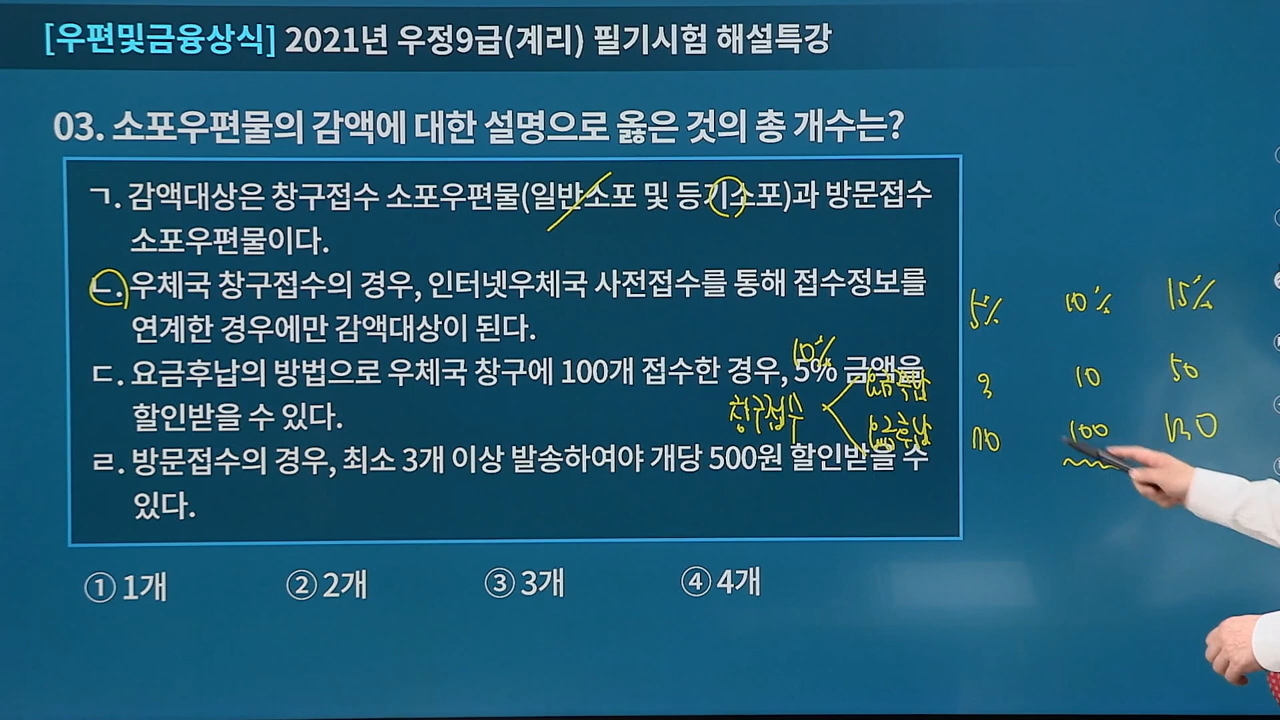 [우편및금융상식] 2021년 우정9급(계리) 필기시험 해설특강
03. 소포우편물의 감액에 대한 설명으로 옳은 것의 총 개수는?
ㄱ. 감액대상은 창구접수 소포우편물(일반소포 및 등기소포)과 방문접수
소포우편물이다.
ㄴ. 우체국 창구접수의 경우, 인터넷우체국 사전접수를 통해 접수정보를
연계한 경우에만 감액대상이 된다.
ㄷ. 요금후납의 방법으로 우체국 창구에 100개 접수한 경우, 5% 금액을
할인받을 수 있다.
ㄹ. 방문접수의 경우, 최소 3개 이상 발송하여야 개당 500원 할인받을 수
있다.
① 1개 ② 2개 ③ 3개 ④ 4개
10%
창구접수
요금즉납
요금후납
5% 10% 15%
3 10 50
70 100 130